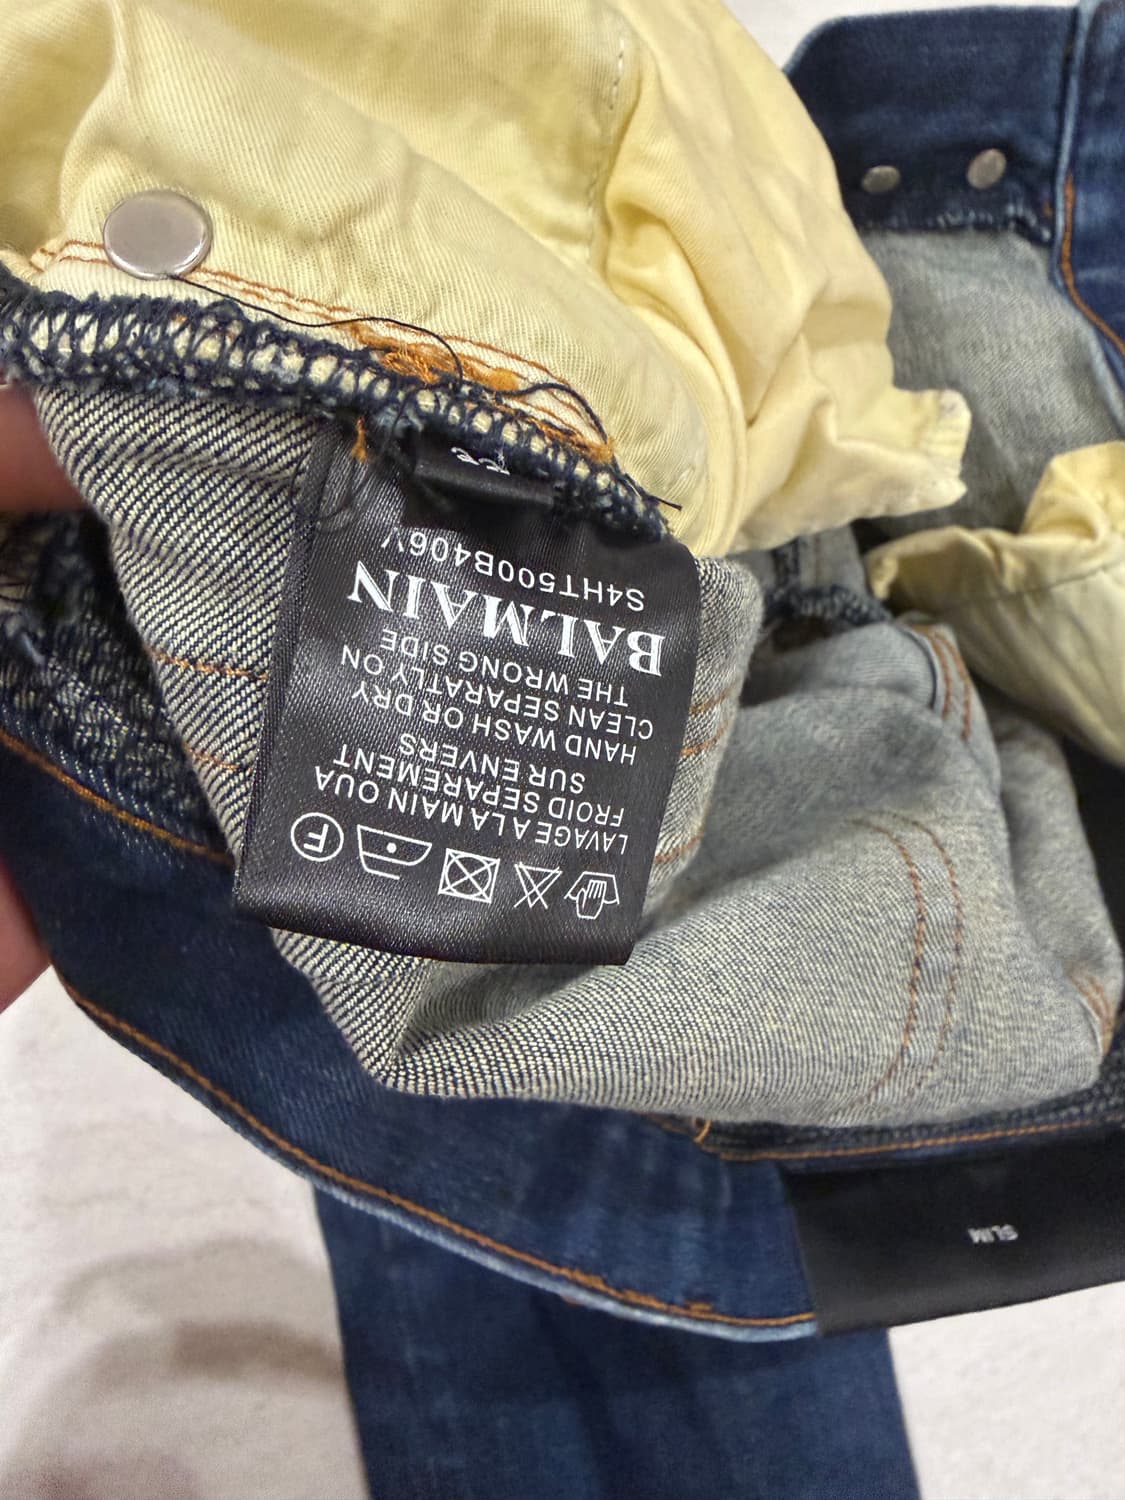 LAVAGE A LA MAIN OUA
FROID SEPAREMENT
SUR ENVERS
HAND WASH OR DRY
CLEAN SEPARATLY ON
THE WRONG SIDE
BALMAIN
S4HT500B406V
F
SLIM